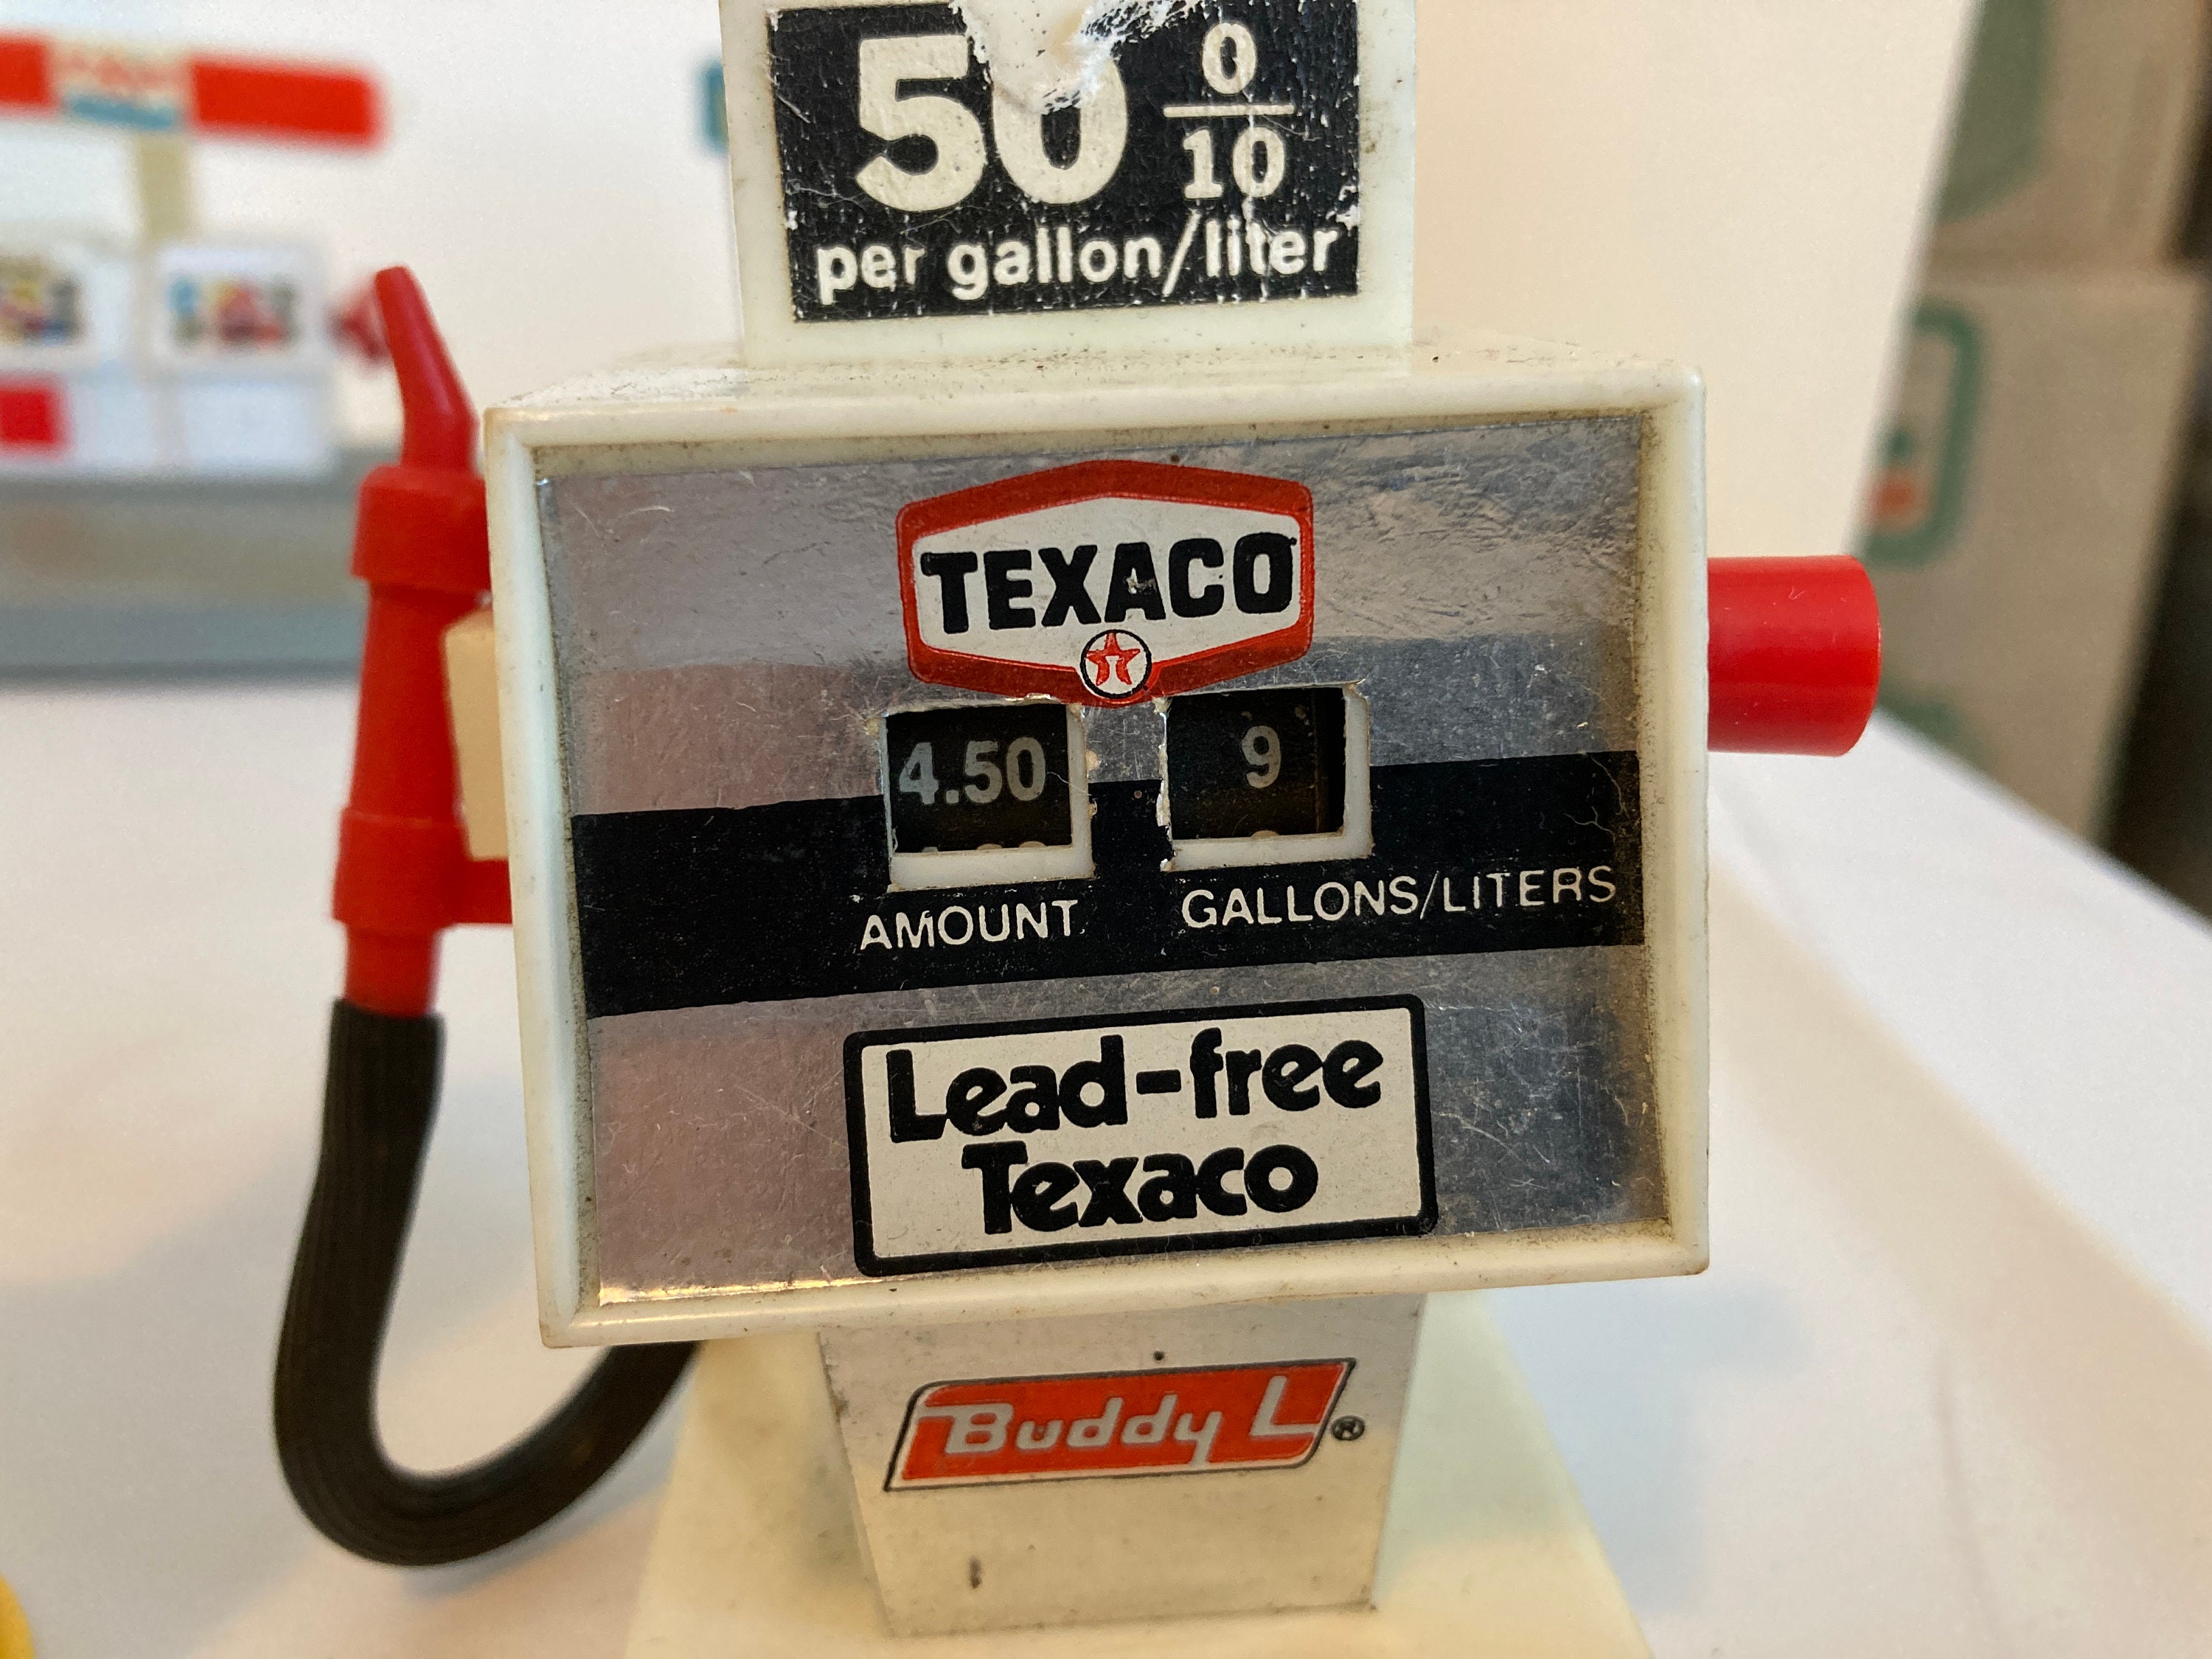 50 0/10
per gallon/liter
TEXACO
T
4.50 9
AMOUNT GALLONS/LITERS
Lead-free
Texaco
Buddy L ®